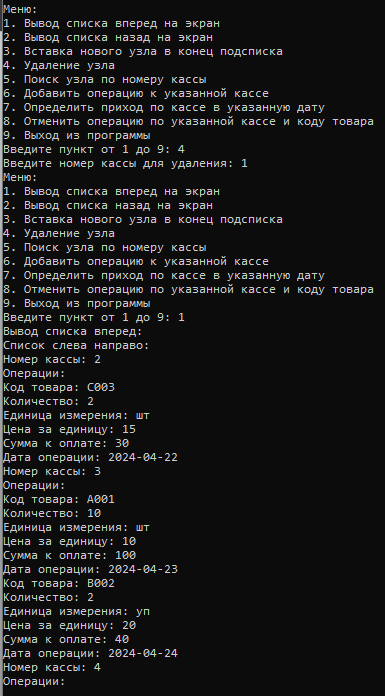 Меню:
1. Вывод списка вперед на экран
2. Вывод списка назад на экран
3. Вставка нового узла в конец подсписка
4. Удаление узла
5. Поиск узла по номеру кассы
6. Добавить операцию к указанной кассе
7. Определить приход по кассе в указанную дату
8. Отменить операцию по указанной кассе и коду товара
9. Выход из программы
Введите пункт от 1 до 9: 4
Введите номер кассы для удаления: 1
Меню:
1. Вывод списка вперед на экран
2. Вывод списка назад на экран
3. Вставка нового узла в конец подсписка
4. Удаление узла
5. Поиск узла по номеру кассы
6. Добавить операцию к указанной кассе
7. Определить приход по кассе в указанную дату
8. Отменить операцию по указанной кассе и коду товара
9. Выход из программы
Введите пункт от 1 до 9: 1
Вывод списка вперед:
Список слева направо:
Номер кассы: 2
Операции:
Код товара: C003
Количество: 2
Единица измерения: шт
Цена за единицу: 15
Сумма к оплате: 30
Дата операции: 2024-04-22
Номер кассы: 3
Операции:
Код товара: A001
Количество: 10
Единица измерения: шт
Цена за единицу: 10
Сумма к оплате: 100
Дата операции: 2024-04-23
Код товара: B002
Количество: 2
Единица измерения: уп
Цена за единицу: 20
Сумма к оплате: 40
Дата операции: 2024-04-24
Номер кассы: 4
Операции: